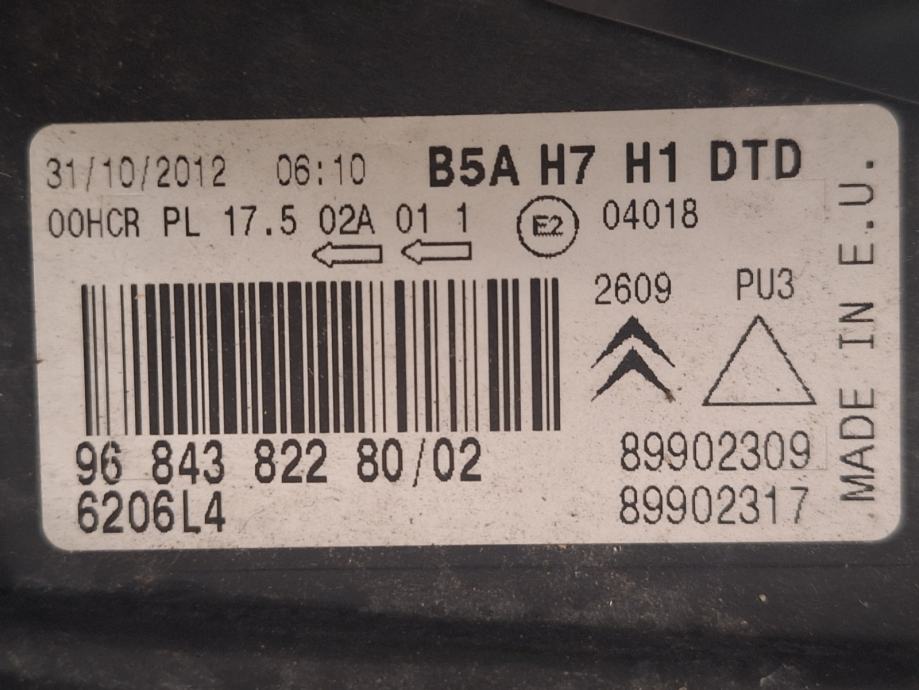 31/10/2012 06:10 B5A H7 H1 DTD
00HCR PL 17.5 02A 01 1 E2 04018
2609 PU3
96 843 822 80/02 89902309
6206L4 89902317
MADE IN E.U.